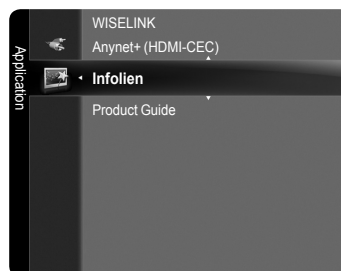 Application
WISELINK
Anynet+ (HDMI-CEC)
Infolien
Product Guide